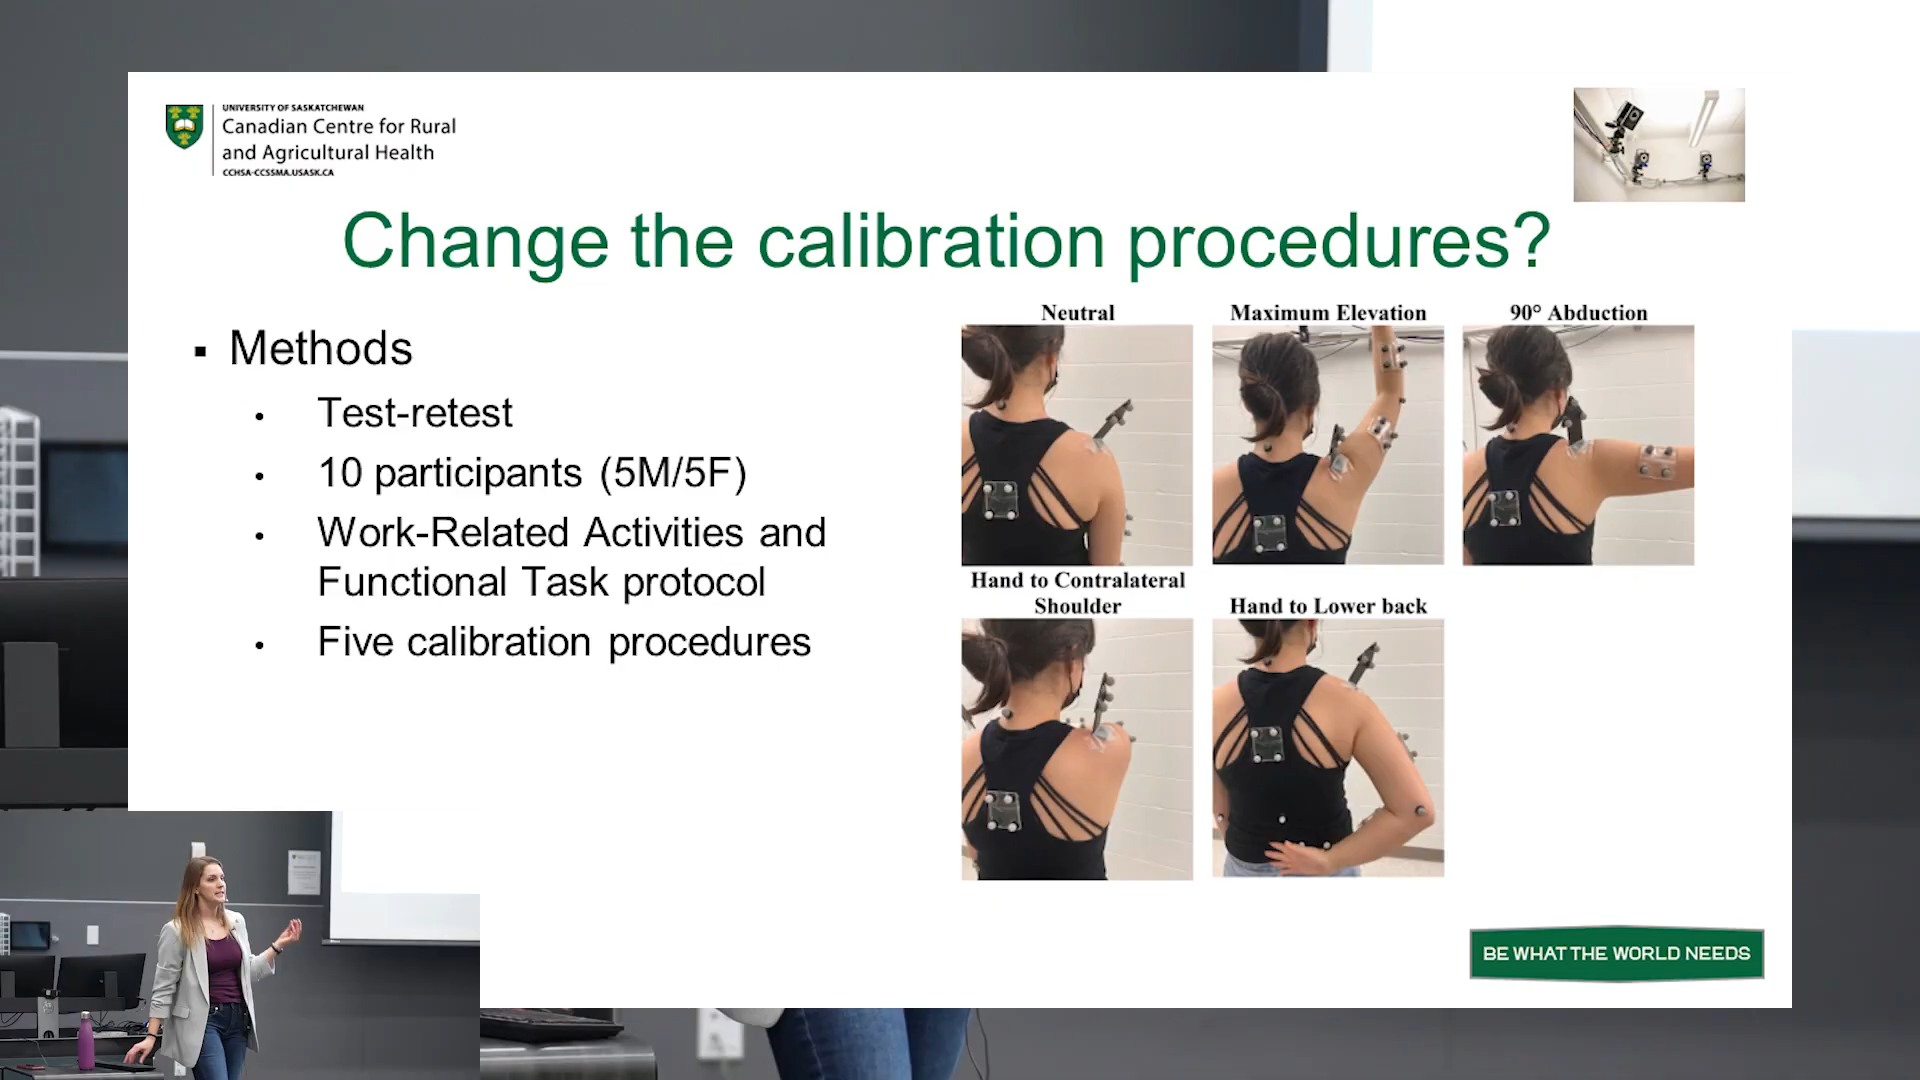 UNIVERSITY OF SASKATCHEWAN
Canadian Centre for Rural
and Agricultural Health
CCHSA-CCSSMA.USASK.CA
Change the calibration procedures?
▪ Methods
• Test-retest
• 10 participants (5M/5F)
• Work-Related Activities and
Functional Task protocol
• Five calibration procedures
Neutral
Maximum Elevation
90° Abduction
Hand to Contralateral
Shoulder
Hand to Lower back
BE WHAT THE WORLD NEEDS